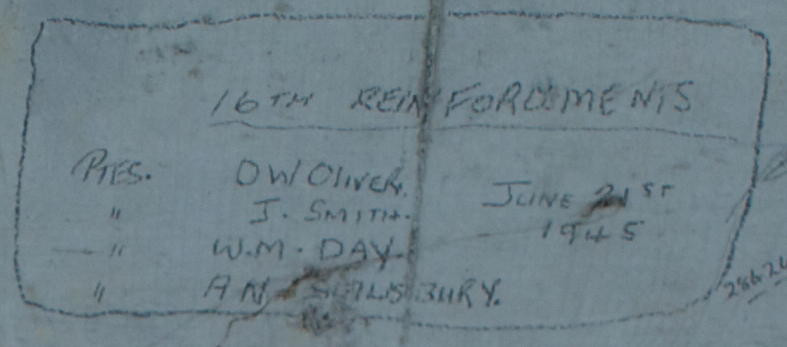 16TH REINFORCEMENTS
PTES. D W OLIVER.
" J. SMITH. JUNE 21ST
" W.M. DAY. 1945
" A N SALISBURY.